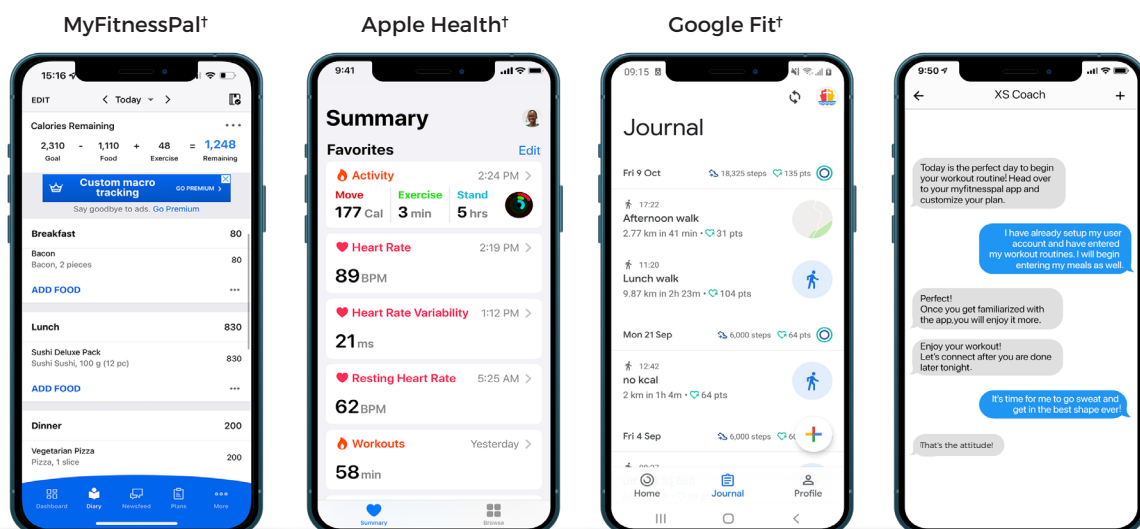 MyFitnessPal†
Apple Health†
Google Fit†
15:16
EDIT
Today
Calories Remaining
2,310 - 1,110 + 48 = 1,248
Goal Food Exercise Remaining
Custom macro
tracking
GO PREMIUM
Say goodbye to ads. Go Premium
Breakfast 80
Bacon
Bacon, 2 pieces 80
ADD FOOD
Lunch 830
Sushi Deluxe Pack
Sushi Sushi, 100 g (12 pc) 830
ADD FOOD
Dinner 200
Vegetarian Pizza
Pizza, 1 slice 200
Dashboard Diary Newsfeed Plans More
9:41
Summary
Favorites Edit
Activity 2:24 PM
Move Exercise Stand
177 Cal 3 min 5 hrs
Heart Rate 2:19 PM
89 BPM
Heart Rate Variability 1:12 PM
21 ms
Resting Heart Rate 5:25 AM
62 BPM
Workouts Yesterday
58 min
Summary Browse
09:15
Journal
Fri 9 Oct 18,325 steps 135 pts
17:22
Afternoon walk
2.77 km in 41 min • 31 pts
11:20
Lunch walk
9.87 km in 2h 23m • 104 pts
Mon 21 Sep 6,000 steps 64 pts
12:42
no kcal
2 km in 1h 4m • 64 pts
Fri 4 Sep 6,000 steps
Home Journal Profile
9:50
XS Coach
Today is the perfect day to begin
your workout routine! Head over
to your myfitnesspal app and
customize your plan.
I have already setup my user
account and have entered
my workout routines. I will begin
entering my meals as well.
Perfect!
Once you get familiarized with
the app,you will enjoy it more.
Enjoy your workout!
Let's connect after you are done
later tonight.
It's time for me to go sweat and
get in the best shape ever!
That's the attitude!